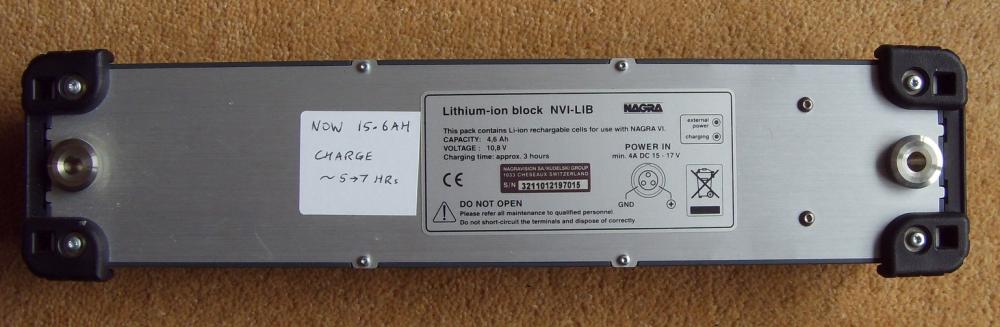 NOW 15.6AH
CHARGE
~ 5→7 HRs
Lithium-ion block NVI-LIB
NAGRA
This pack contains Li-ion rechargable cells for use with NAGRA VI.
CAPACITY: 4,6 Ah
VOLTAGE : 10,8 V
Charging time: approx. 3 hours
NAGRAVISION SA/KUDELSKI GROUP
1033 CHESEAUX SWITZERLAND
S/N 3211012197015
CE
DO NOT OPEN
Please refer all maintenance to qualified personnel.
Do not short-circuit the terminals and dispose of correctly.
external
power
charging
POWER IN
min. 4A DC 15 - 17 V
GND +